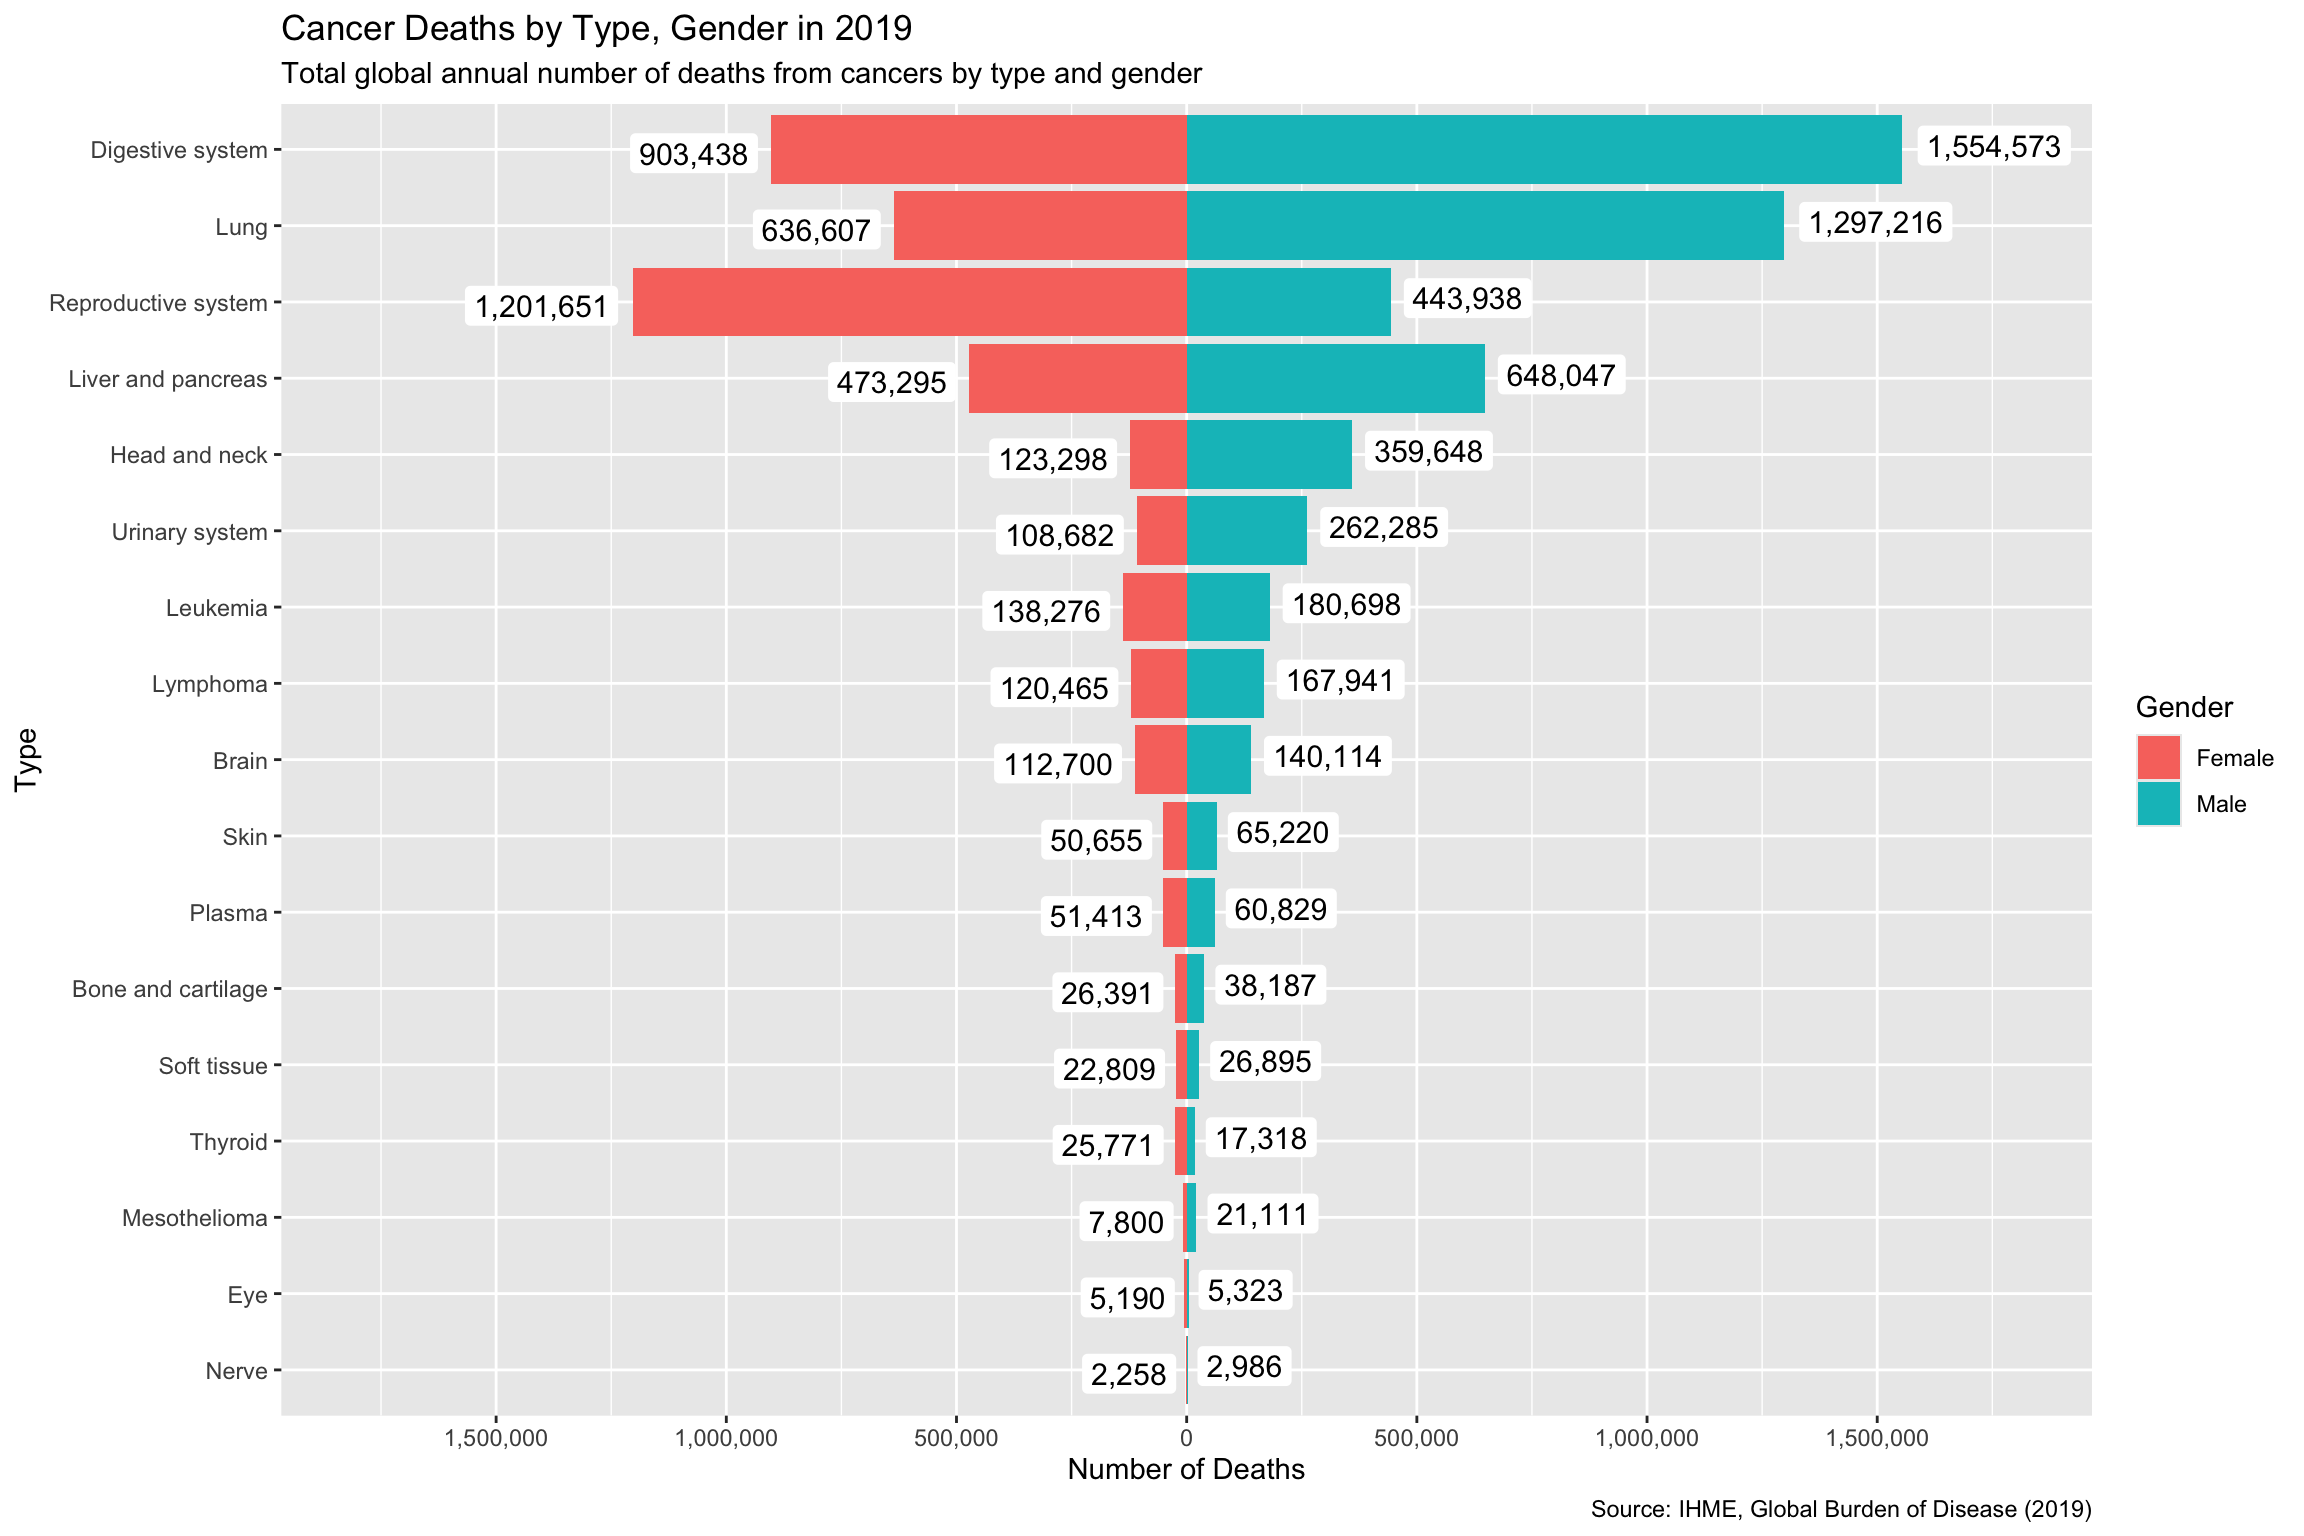 Cancer Deaths by Type, Gender in 2019
Total global annual number of deaths from cancers by type and gender
Digestive system 903,438 1,554,573
Lung 636,607 1,297,216
Reproductive system 1,201,651 443,938
Liver and pancreas 473,295 648,047
Head and neck 123,298 359,648
Urinary system 108,682 262,285
Leukemia 138,276 180,698
Lymphoma 120,465 167,941
Brain 112,700 140,114
Skin 50,655 65,220
Plasma 51,413 60,829
Bone and cartilage 26,391 38,187
Soft tissue 22,809 26,895
Thyroid 25,771 17,318
Mesothelioma 7,800 21,111
Eye 5,190 5,323
Nerve 2,258 2,986
Type
1,500,000 1,000,000 500,000 0 500,000 1,000,000 1,500,000
Number of Deaths
Gender
Female
Male
Source: IHME, Global Burden of Disease (2019)